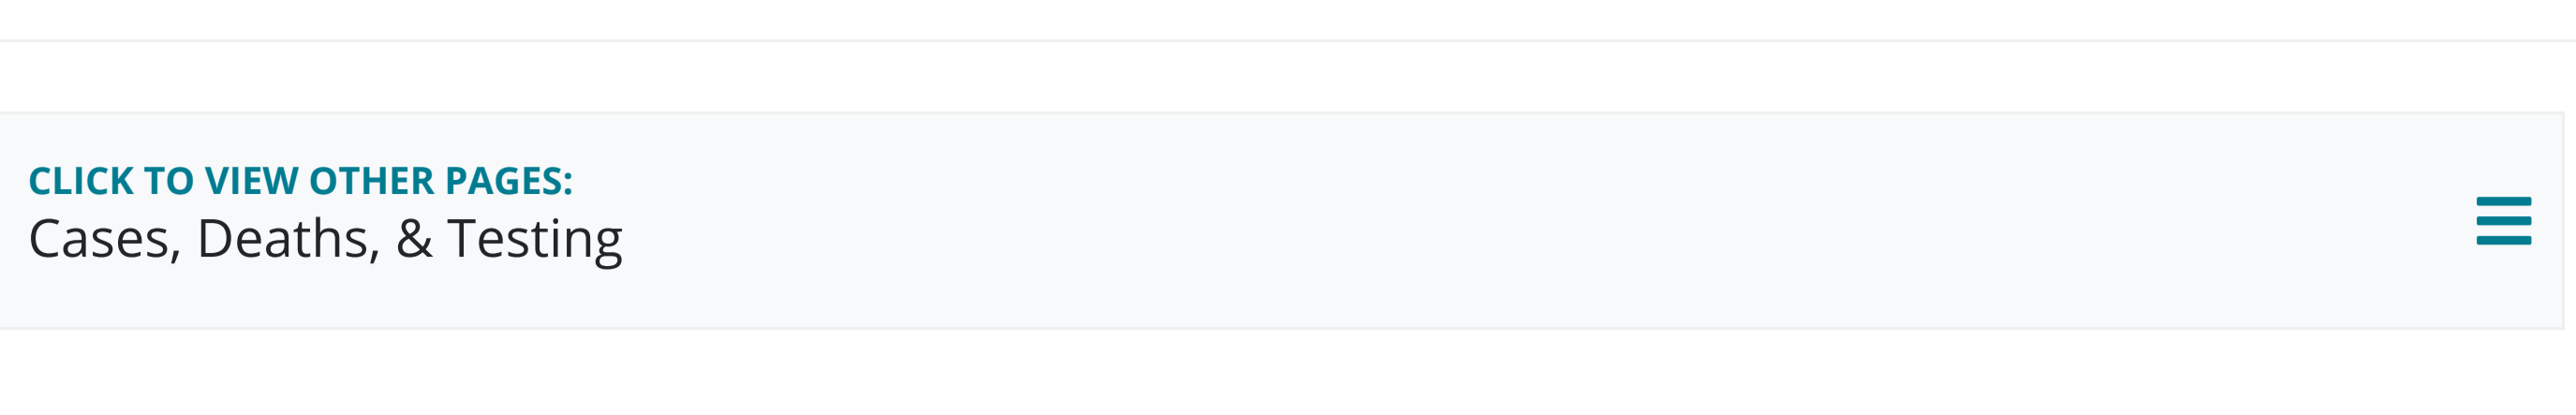 CLICK TO VIEW OTHER PAGES:
Cases, Deaths, & Testing